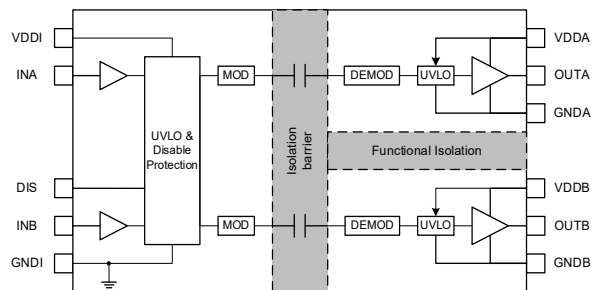 VDDI
INA
DIS
INB
GNDI
UVLO &
Disable
Protection
MOD
MOD
Isolation
barrier
DEMOD
UVLO
Functional Isolation
DEMOD
UVLO
VDDA
OUTA
GNDA
VDDB
OUTB
GNDB